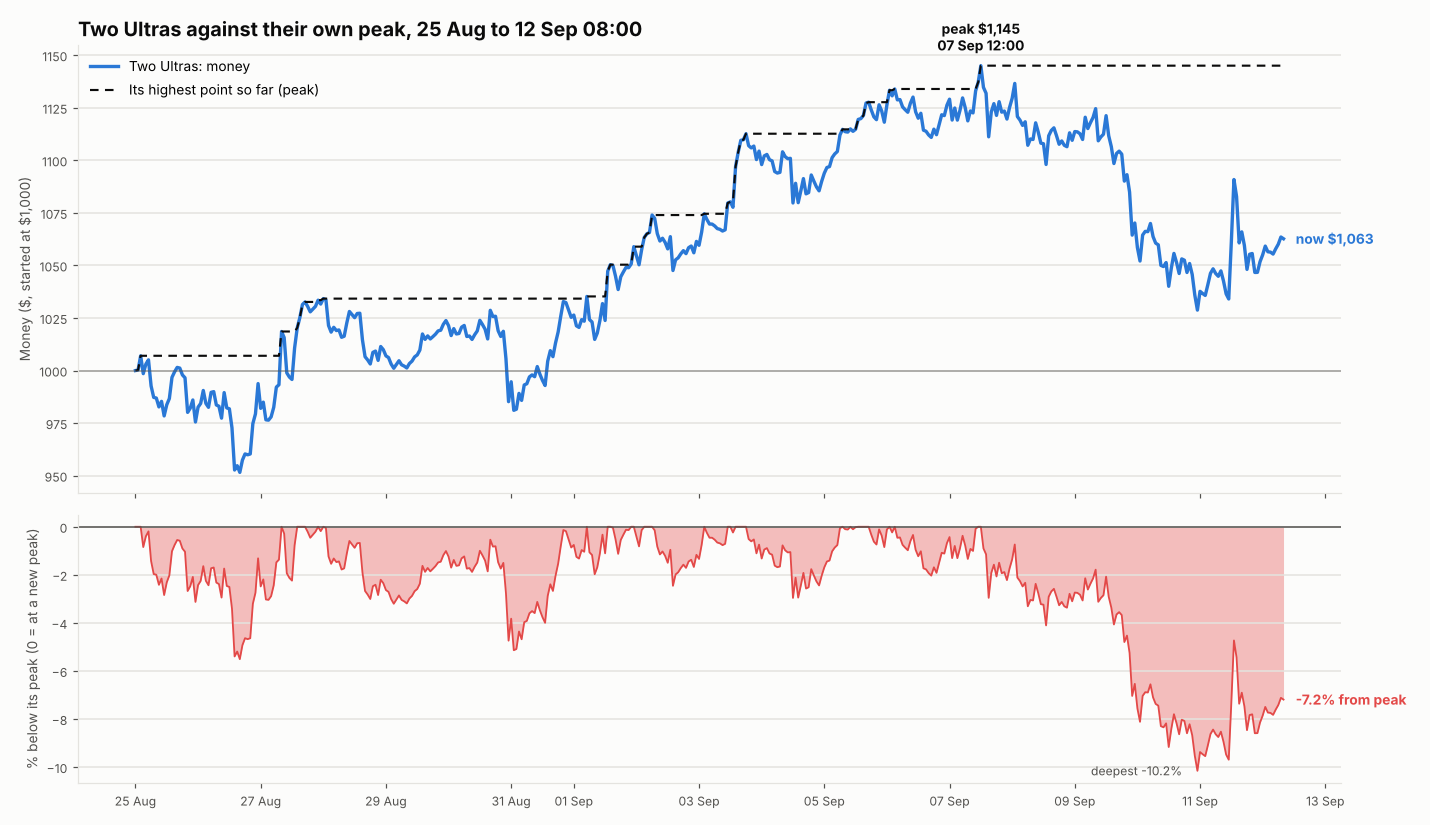 Two Ultras against their own peak, 25 Aug to 12 Sep 08:00
peak $1,145
07 Sep 12:00
Two Ultras: money
Its highest point so far (peak)
Money ($, started at $1,000)
1150
1125
1100
1075
1050
1025
1000
975
950
now $1,063
% below its peak (0 = at a new peak)
0
−2
−4
−6
−8
−10
-7.2% from peak
deepest -10.2%
25 Aug
27 Aug
29 Aug
31 Aug
01 Sep
03 Sep
05 Sep
07 Sep
09 Sep
11 Sep
13 Sep